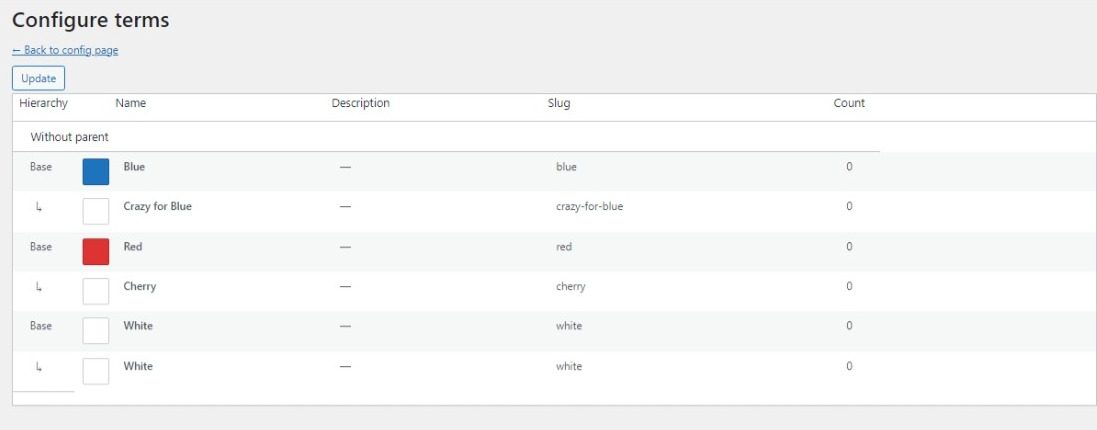 Configure terms
← Back to config page
Update
Hierarchy Name Description Slug Count
Without parent
Base Blue — blue 0
↳ Crazy for Blue — crazy-for-blue 0
Base Red — red 0
↳ Cherry — cherry 0
Base White — white 0
↳ White — white 0